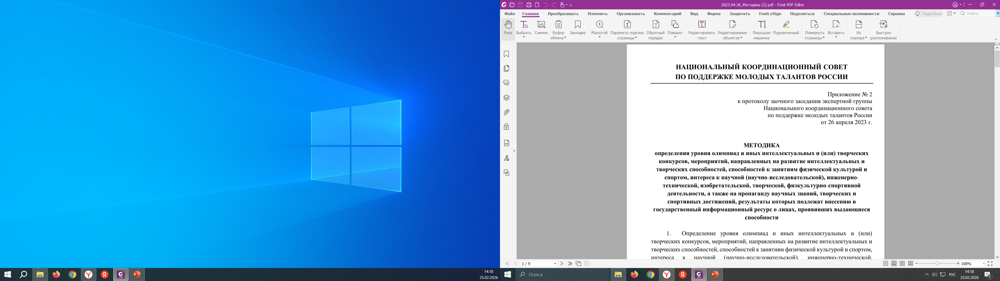 2023.04.26_Методика (2).pdf - Foxit PDF Editor
Файл Главная Преобразовать Изменить Организовать Комментарий Вид Форма Защитить Foxit eSign Поделиться Специальные возможности Справка Подробнее Найти
Рука Выбрать Снимок Буфер обмена Закладка Масштаб Параметр подгона страницы Обратный порядок Поворот Редактировать текст Редактирование объектов Пишущая машинка Подсвеченный Повернуть страницы Вставить Из сканера Быстрое распознавание
НАЦИОНАЛЬНЫЙ КООРДИНАЦИОННЫЙ СОВЕТ
ПО ПОДДЕРЖКЕ МОЛОДЫХ ТАЛАНТОВ РОССИИ
Приложение № 2
к протоколу заочного заседания экспертной группы
Национального координационного совета
по поддержке молодых талантов России
от 26 апреля 2023 г.
МЕТОДИКА
определения уровня олимпиад и иных интеллектуальных и (или) творческих
конкурсов, мероприятий, направленных на развитие интеллектуальных и
творческих способностей, способностей к занятиям физической культурой и
спортом, интереса к научной (научно-исследовательской), инженерно-
технической, изобретательской, творческой, физкультурно-спортивной
деятельности, а также на пропаганду научных знаний, творческих и
спортивных достижений, результаты которых подлежат внесению в
государственный информационный ресурс о лицах, проявивших выдающиеся
способности
1. Определение уровня олимпиад и иных интеллектуальных и (или)
творческих конкурсов, мероприятий, направленных на развитие интеллектуальных и
творческих способностей, способностей к занятиям физической культурой и спортом,
интереса к научной (научно-исследовательской), инженерно-технической,
1 / 9
100%
14:18
25.02.2026
Поиск
РУС
14:18
25.02.2026
1